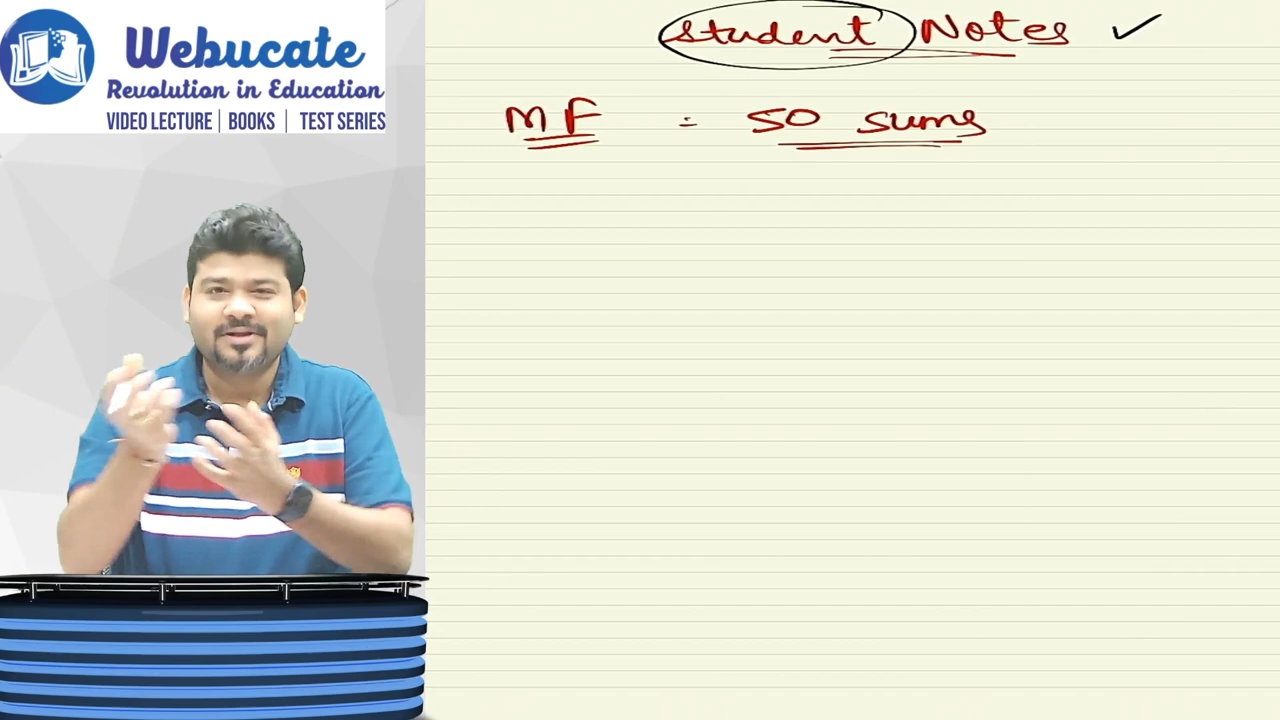 Webucate
Revolution in Education
VIDEO LECTURE | BOOKS | TEST SERIES
Student Notes ✓
MF = 50 sums